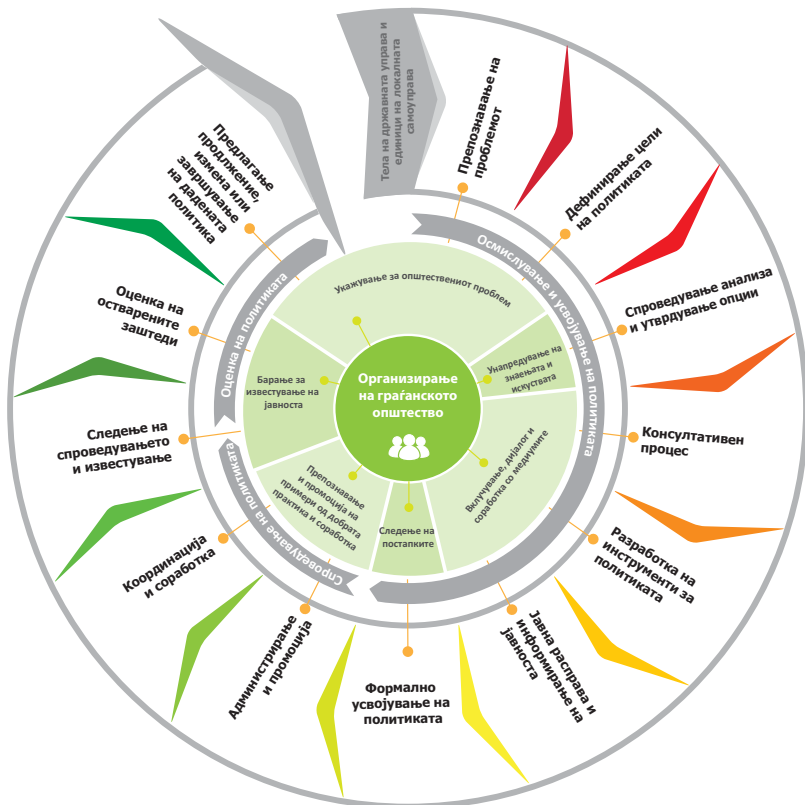 Тела на државната управа и
единици на локалната
самоуправа
Препознавање на
проблемот
Дефинирање цели
на политиката
Спроведување анализа
и утврдување опции
Консултативен
процес
Разработка на
инструменти за
политиката
Јавна расправа и
информирање на
јавноста
Формално
усвојување на
политиката
Администрирање
и промоција
Координација
и соработка
Следење на
спроведувањето
и известување
Оценка на
остварените
заштеди
Предлагање
продлжение,
измена или
завршување
на дадената
политика
Осмислување и усвојување на политиката
Спроведување на политиката
Оценка на политиката
Укажување за општествениот проблем
Унапредување на
знаењата и
искуствата
Вклучување, дијалог и
соработка со медиумите
Следење на
постапките
Препознавање
и промоција на
примери од добрата
практика и соработка
Барање за
известување на
јавноста
Организирање
на граѓанското
општество